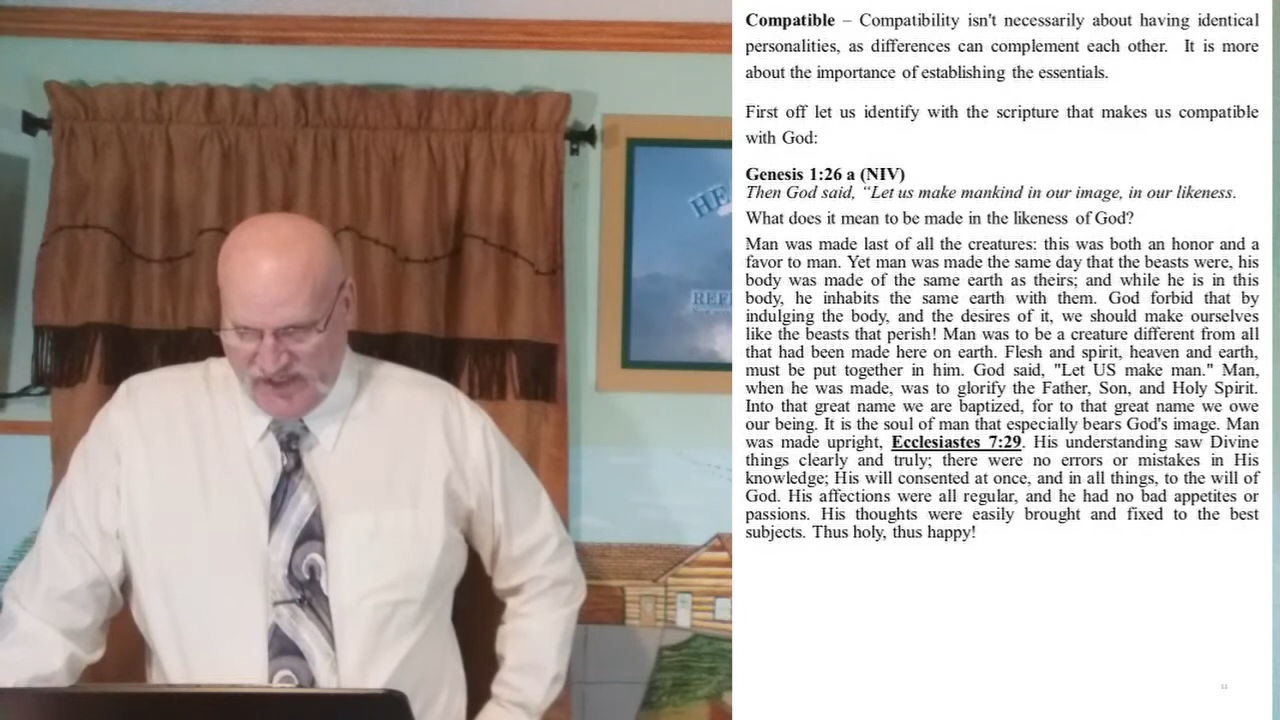 HE
REF
Compatible – Compatibility isn't necessarily about having identical
personalities, as differences can complement each other. It is more
about the importance of establishing the essentials.
First off let us identify with the scripture that makes us compatible
with God:
Genesis 1:26 a (NIV)
Then God said, “Let us make mankind in our image, in our likeness.
What does it mean to be made in the likeness of God?
Man was made last of all the creatures: this was both an honor and a
favor to man. Yet man was made the same day that the beasts were, his
body was made of the same earth as theirs; and while he is in this
body, he inhabits the same earth with them. God forbid that by
indulging the body, and the desires of it, we should make ourselves
like the beasts that perish! Man was to be a creature different from all
that had been made here on earth. Flesh and spirit, heaven and earth,
must be put together in him. God said, "Let US make man." Man,
when he was made, was to glorify the Father, Son, and Holy Spirit.
Into that great name we are baptized, for to that great name we owe
our being. It is the soul of man that especially bears God's image. Man
was made upright, Ecclesiastes 7:29. His understanding saw Divine
things clearly and truly; there were no errors or mistakes in His
knowledge; His will consented at once, and in all things, to the will of
God. His affections were all regular, and he had no bad appetites or
passions. His thoughts were easily brought and fixed to the best
subjects. Thus holy, thus happy!